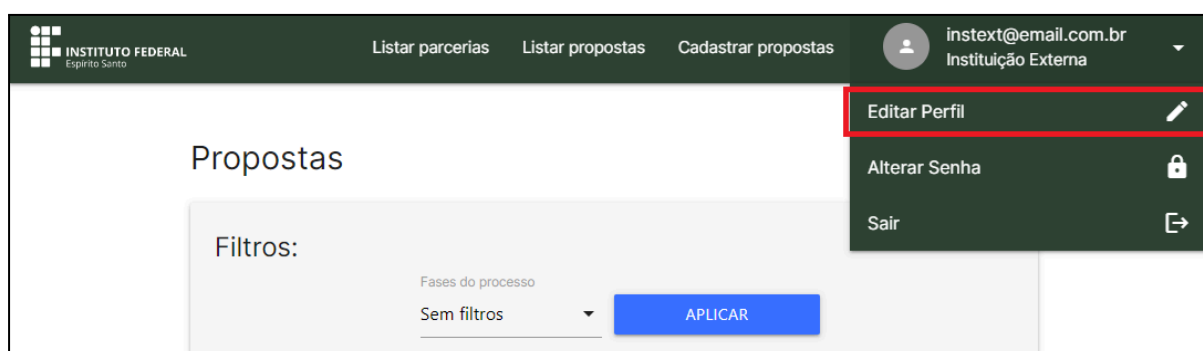 INSTITUTO FEDERAL
Espírito Santo
Listar parcerias
Listar propostas
Cadastrar propostas
instext@email.com.br
Instituição Externa
Editar Perfil
Alterar Senha
Sair
Propostas
Filtros:
Fases do processo
Sem filtros
APLICAR